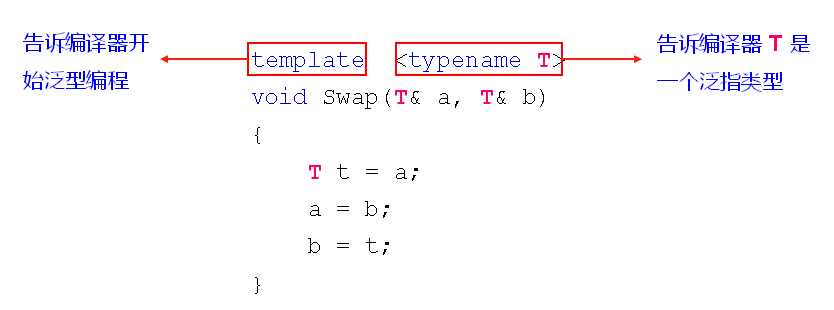 告诉编译器开
始泛型编程
template <typename T>
告诉编译器 T 是
一个泛指类型
void Swap(T& a, T& b)
{
    T t = a;
    a = b;
    b = t;
}